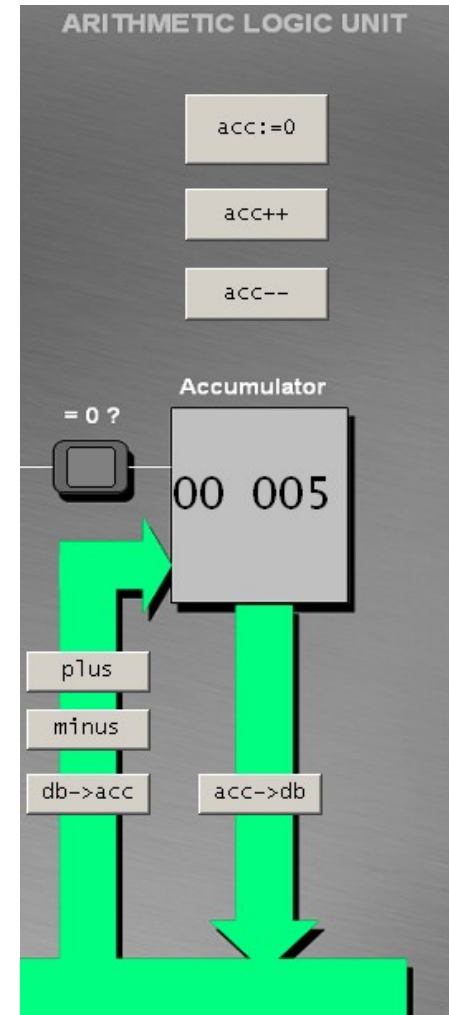 ARITHMETIC LOGIC UNIT
acc:=0
acc++
acc--
Accumulator
= 0 ?
00 005
plus
minus
db->acc
acc->db